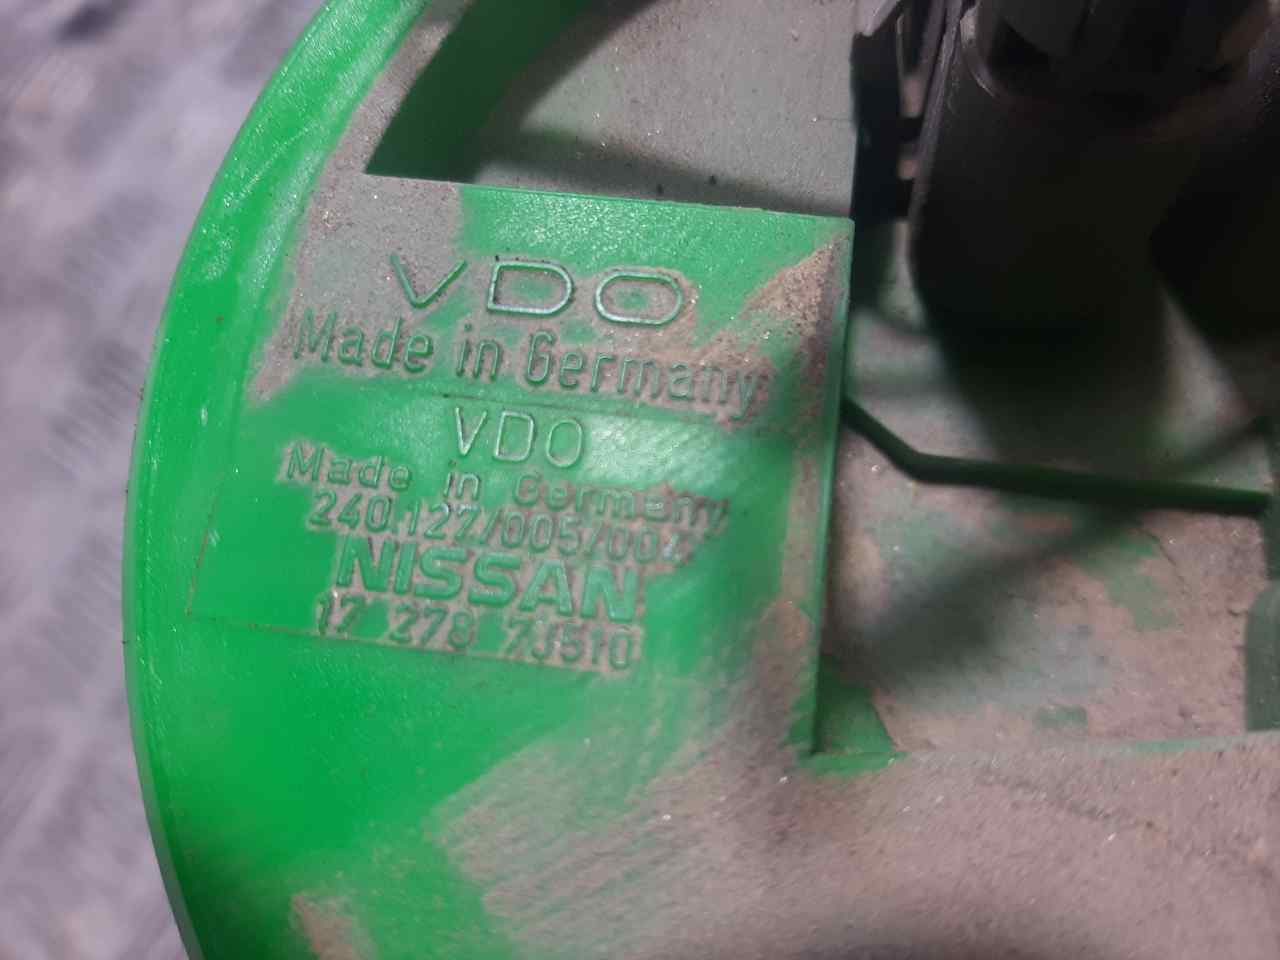 VDO
Made in Germany
VDO
Made in Germany
240.127/005/004
NISSAN
17 278 7J510